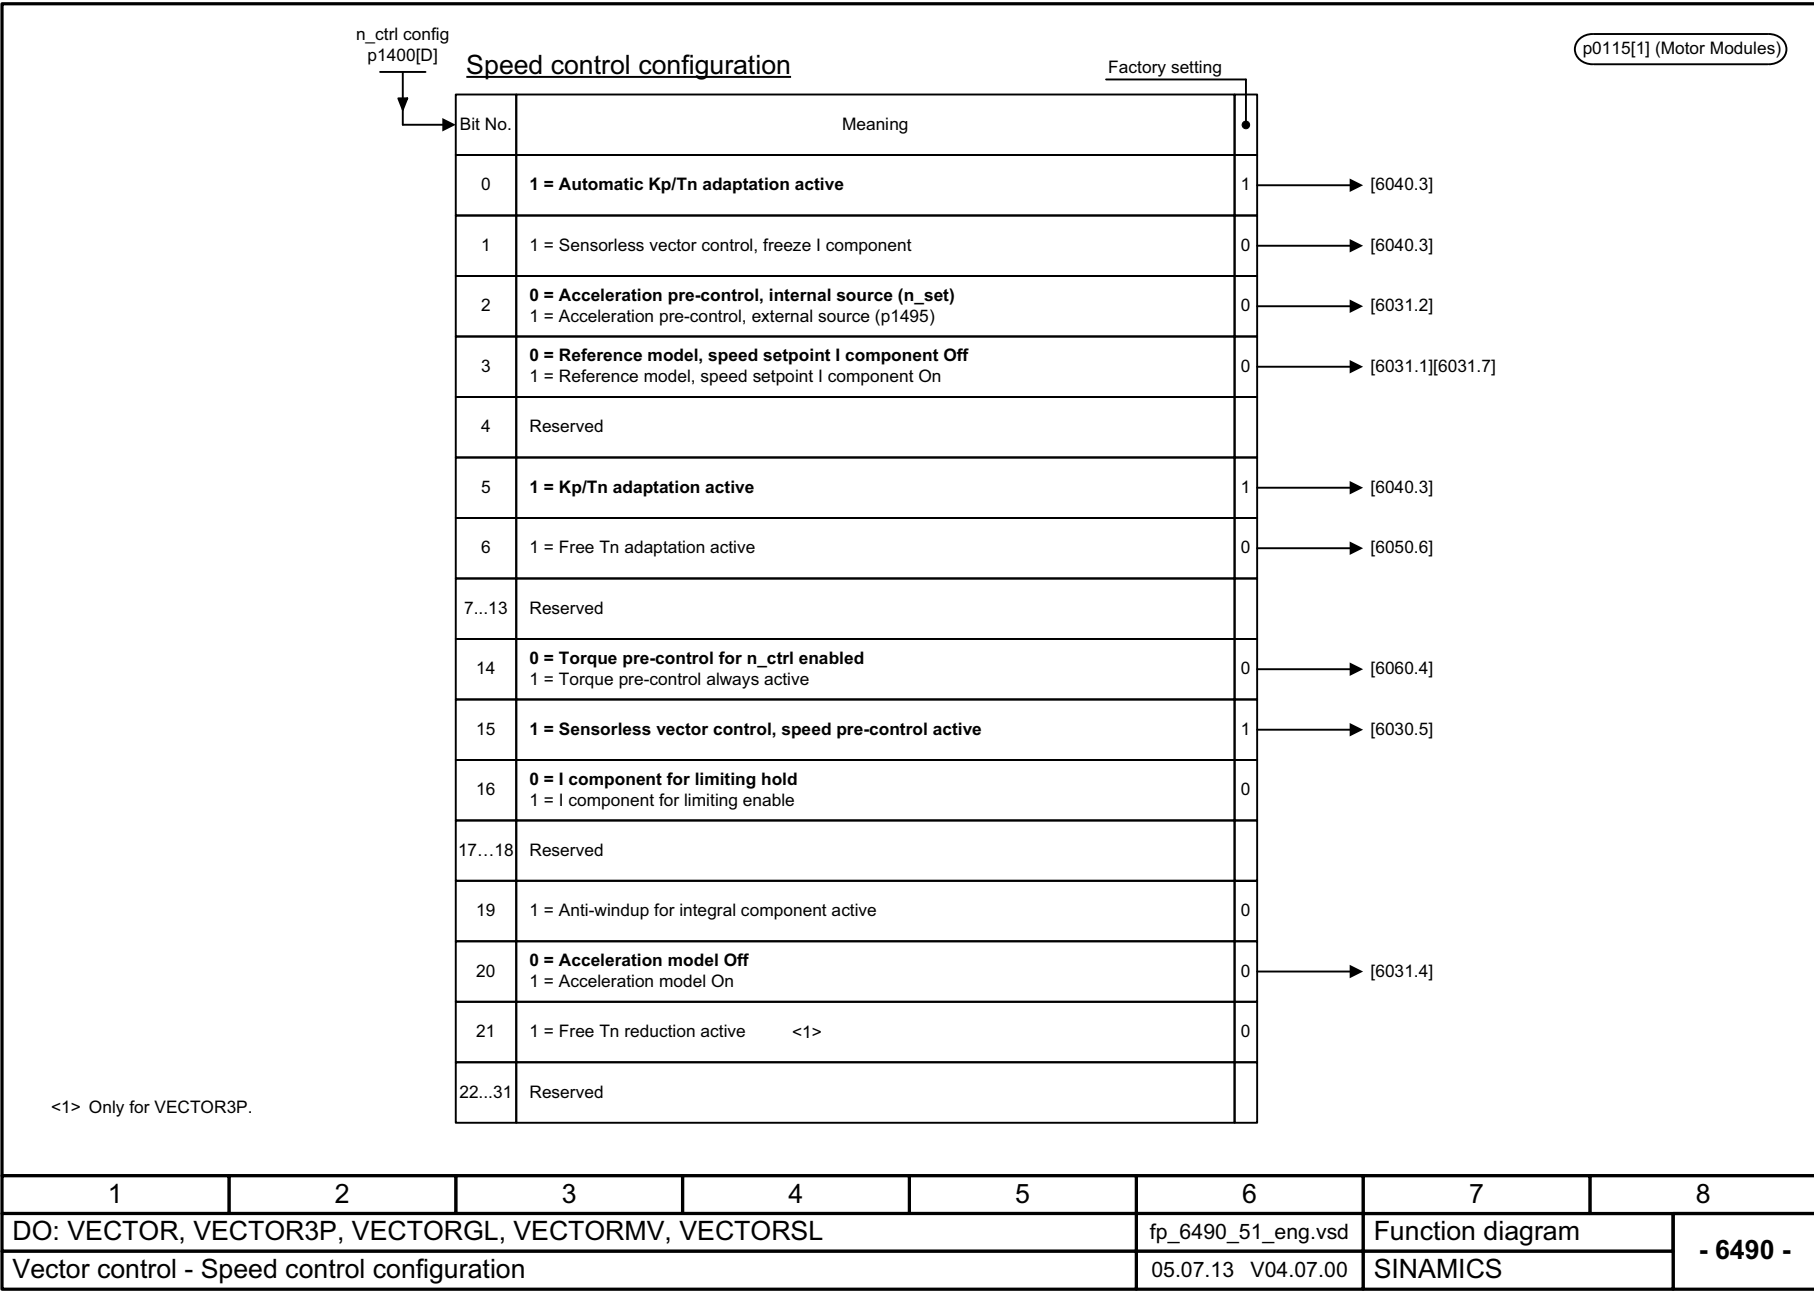 n_ctrl config
p1400[D]
Speed control configuration
Factory setting
p0115[1] (Motor Modules)
Bit No. Meaning
0 1 = Automatic Kp/Tn adaptation active 1 [6040.3]
1 1 = Sensorless vector control, freeze I component 0 [6040.3]
2 0 = Acceleration pre-control, internal source (n_set)
1 = Acceleration pre-control, external source (p1495) 0 [6031.2]
3 0 = Reference model, speed setpoint I component Off
1 = Reference model, speed setpoint I component On 0 [6031.1][6031.7]
4 Reserved
5 1 = Kp/Tn adaptation active 1 [6040.3]
6 1 = Free Tn adaptation active 0 [6050.6]
7...13 Reserved
14 0 = Torque pre-control for n_ctrl enabled
1 = Torque pre-control always active 0 [6060.4]
15 1 = Sensorless vector control, speed pre-control active 1 [6030.5]
16 0 = I component for limiting hold
1 = I component for limiting enable 0
17…18 Reserved
19 1 = Anti-windup for integral component active 0
20 0 = Acceleration model Off
1 = Acceleration model On 0 [6031.4]
21 1 = Free Tn reduction active <1> 0
22...31 Reserved
<1> Only for VECTOR3P.
1 2 3 4 5 6 7 8
DO: VECTOR, VECTOR3P, VECTORGL, VECTORMV, VECTORSL fp_6490_51_eng.vsd Function diagram
- 6490 -
Vector control - Speed control configuration 05.07.13 V04.07.00 SINAMICS